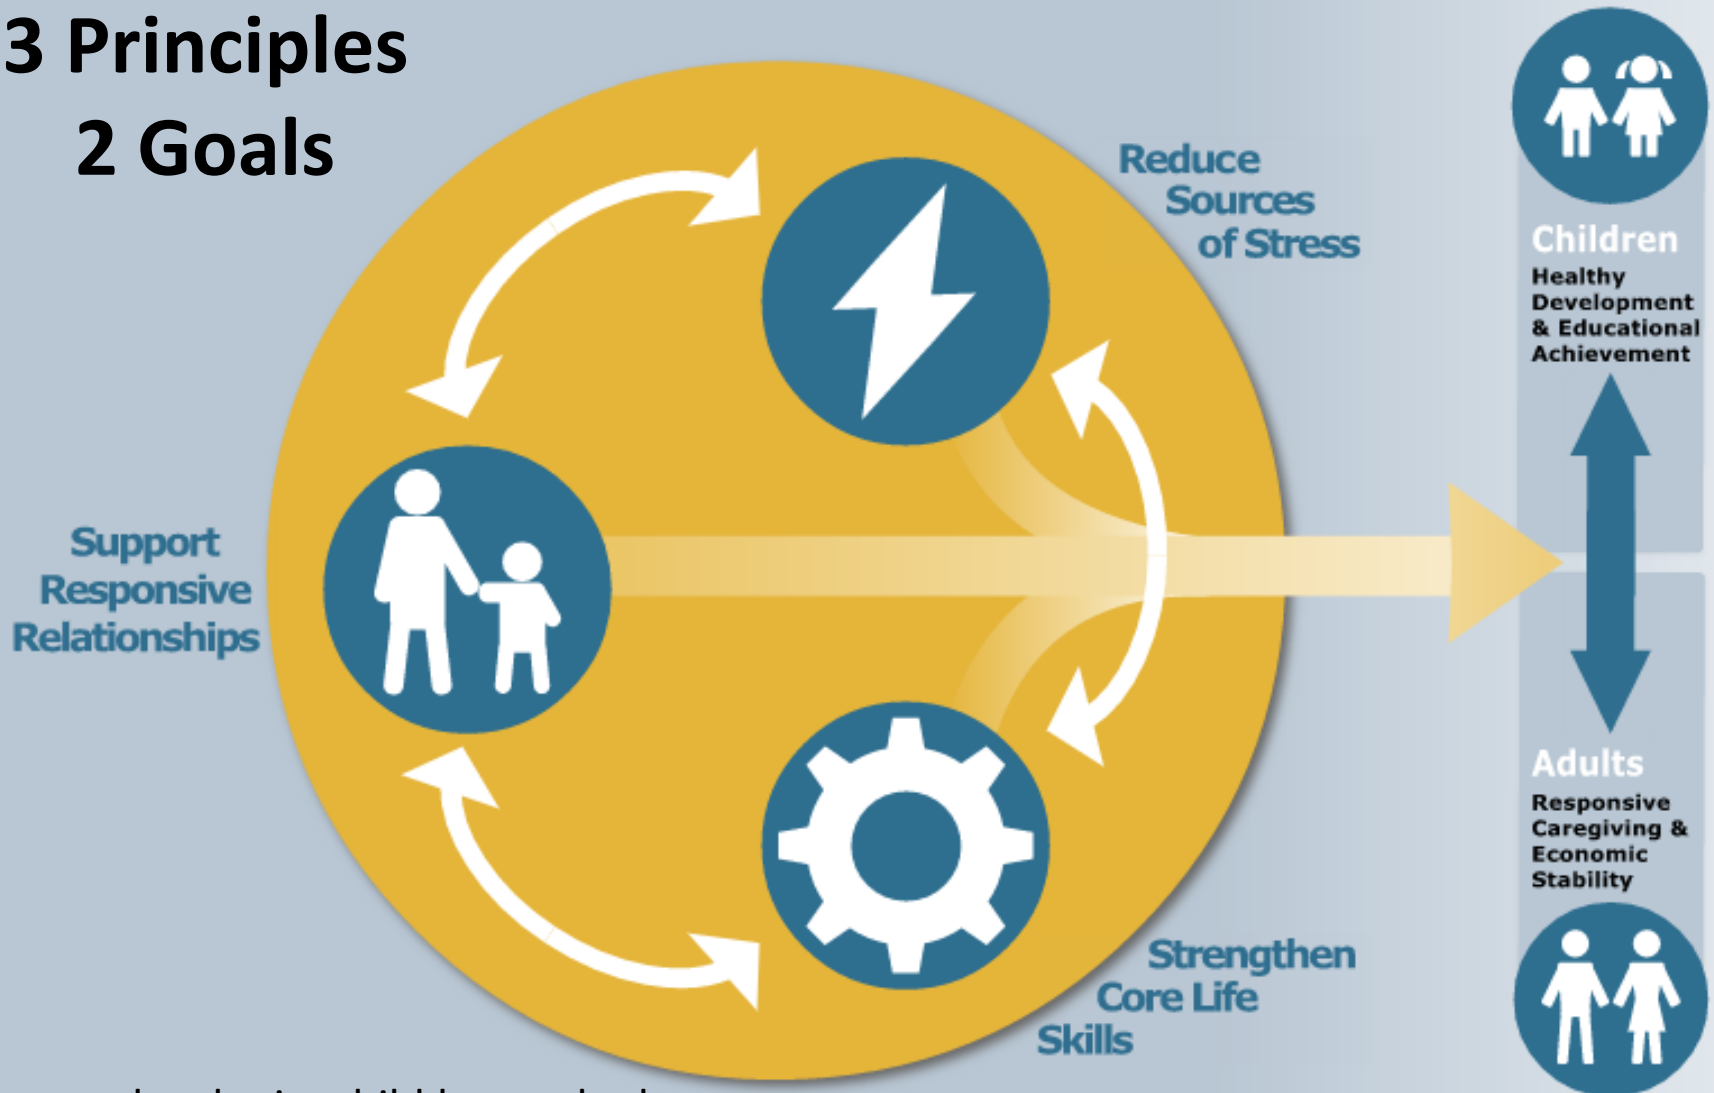 3 Principles
2 Goals
Reduce
Sources
of Stress
Support
Responsive
Relationships
Strengthen
Core Life
Skills
Children
Healthy
Development
& Educational
Achievement
Adults
Responsive
Caregiving &
Economic
Stability